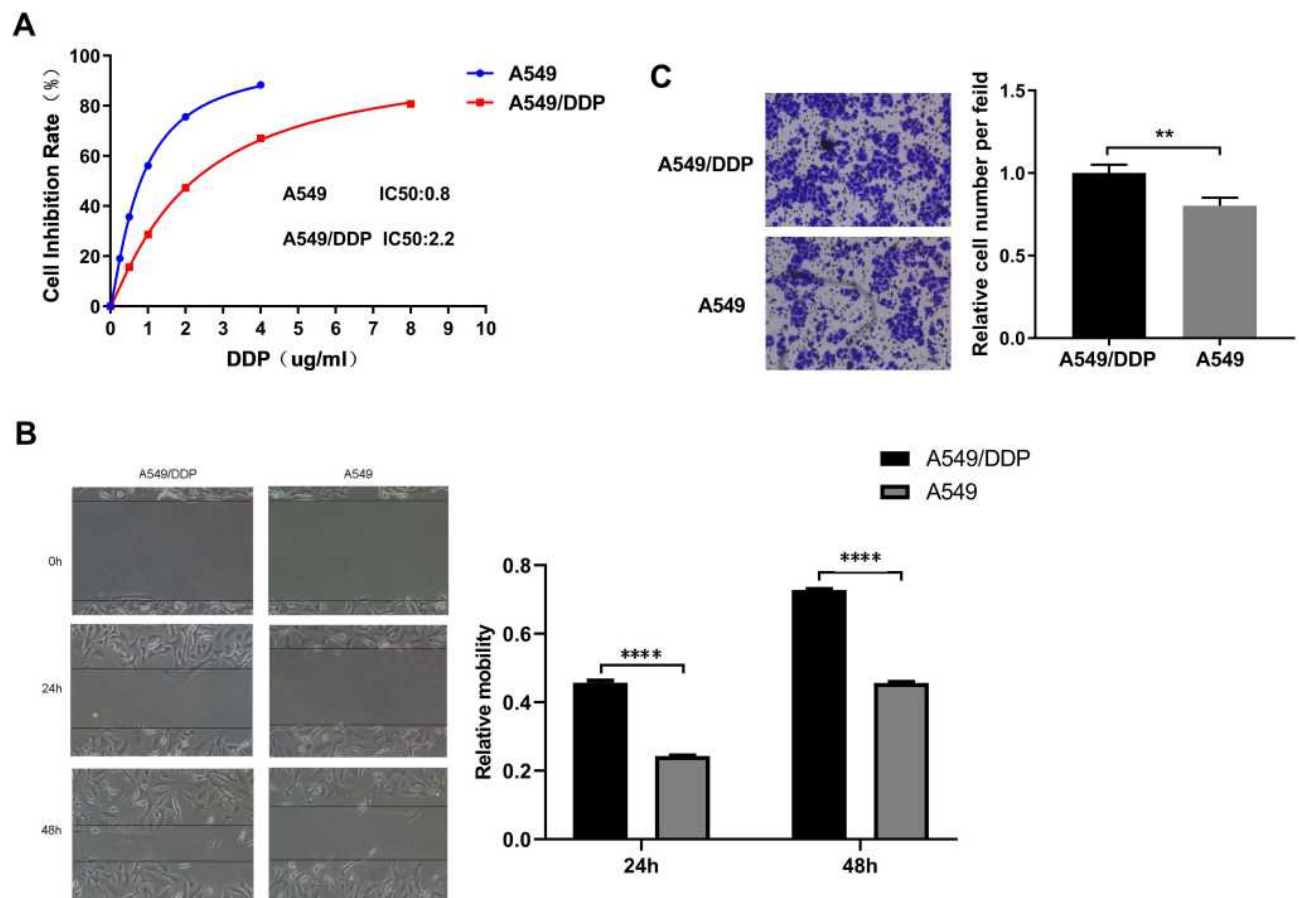 A
Cell Inhibition Rate（%）
100
80
60
40
20
0
0 1 2 3 4 5 6 7 8 9 10
DDP（ug/ml）
A549
A549/DDP
A549 IC50:0.8
A549/DDP IC50:2.2
C
A549/DDP
A549
Relative cell number per feild
1.5
1.0
0.5
0.0
**
A549/DDP A549
B
A549/DDP A549
0h
24h
48h
A549/DDP
A549
Relative mobility
0.8
0.6
0.4
0.2
0.0
****
****
24h 48h